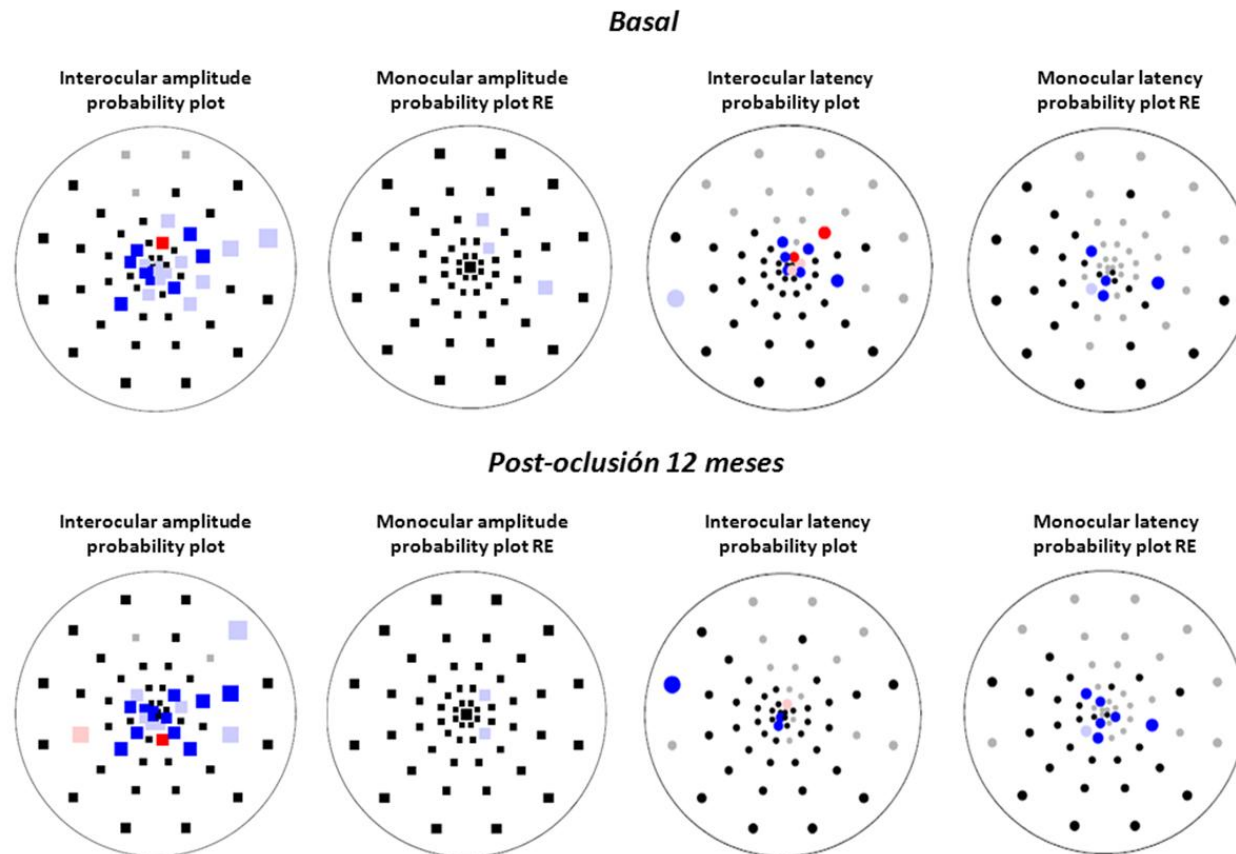 Basal
Interocular amplitude
probability plot
Monocular amplitude
probability plot RE
Interocular latency
probability plot
Monocular latency
probability plot RE
Post-oclusión 12 meses
Interocular amplitude
probability plot
Monocular amplitude
probability plot RE
Interocular latency
probability plot
Monocular latency
probability plot RE